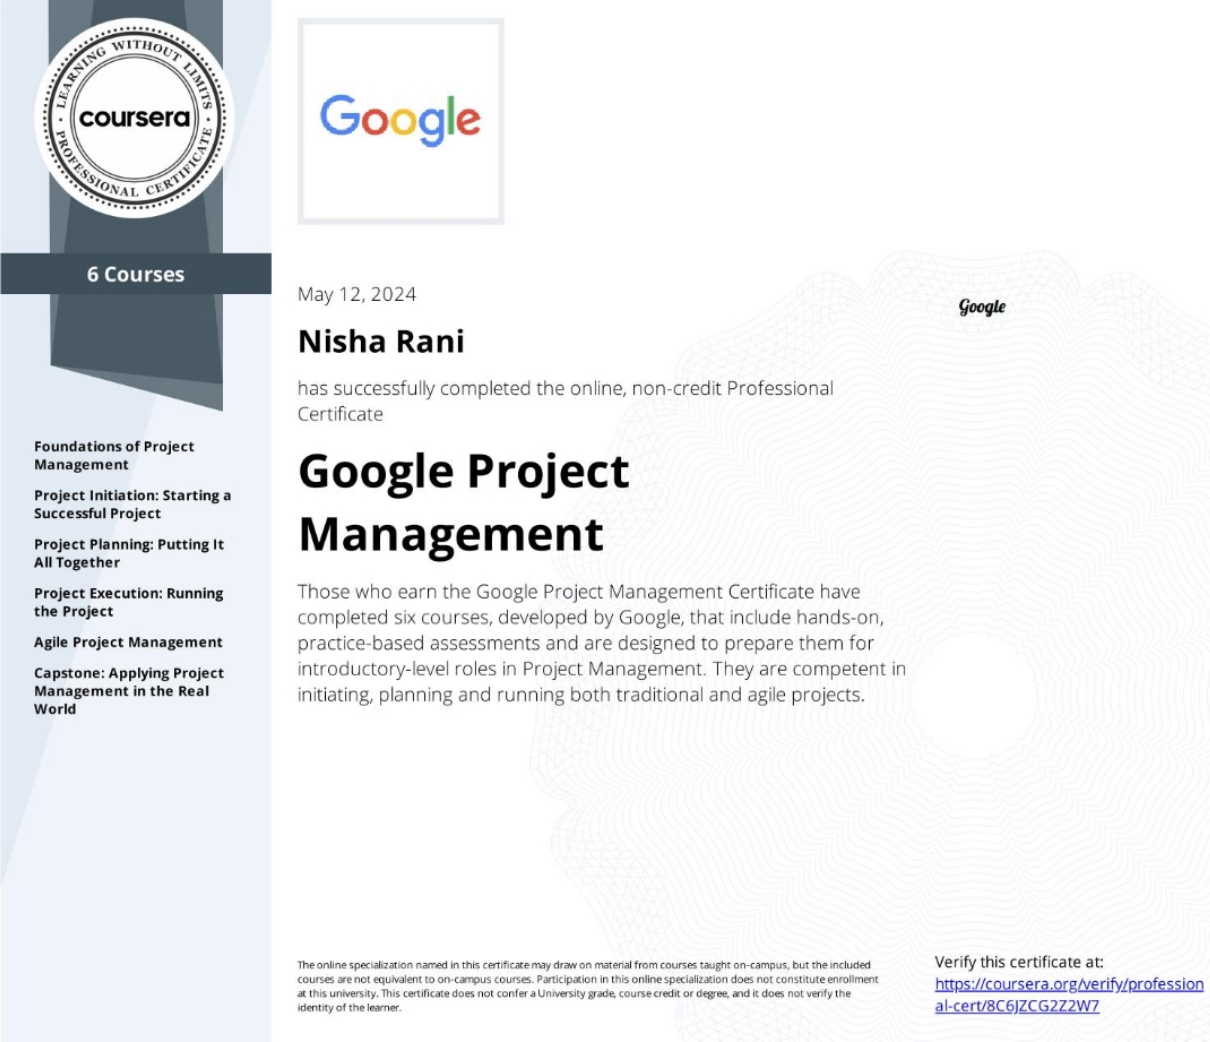 LEARNING WITHOUT LIMITS
coursera
PROFESSIONAL CERTIFICATE
6 Courses
Foundations of Project
Management
Project Initiation: Starting a
Successful Project
Project Planning: Putting It
All Together
Project Execution: Running
the Project
Agile Project Management
Capstone: Applying Project
Management in the Real
World
Google
May 12, 2024
Google
Nisha Rani
has successfully completed the online, non-credit Professional
Certificate
Google Project
Management
Those who earn the Google Project Management Certificate have
completed six courses, developed by Google, that include hands-on,
practice-based assessments and are designed to prepare them for
introductory-level roles in Project Management. They are competent in
initiating, planning and running both traditional and agile projects.
The online specialization named in this certificate may draw on material from courses taught on-campus, but the included
courses are not equivalent to on-campus courses. Participation in this online specialization does not constitute enrollment
at this university. This certificate does not confer a University grade, course credit or degree, and it does not verify the
identity of the learner.
Verify this certificate at:
https://coursera.org/verify/profession
al-cert/8C6JZCG2Z2W7